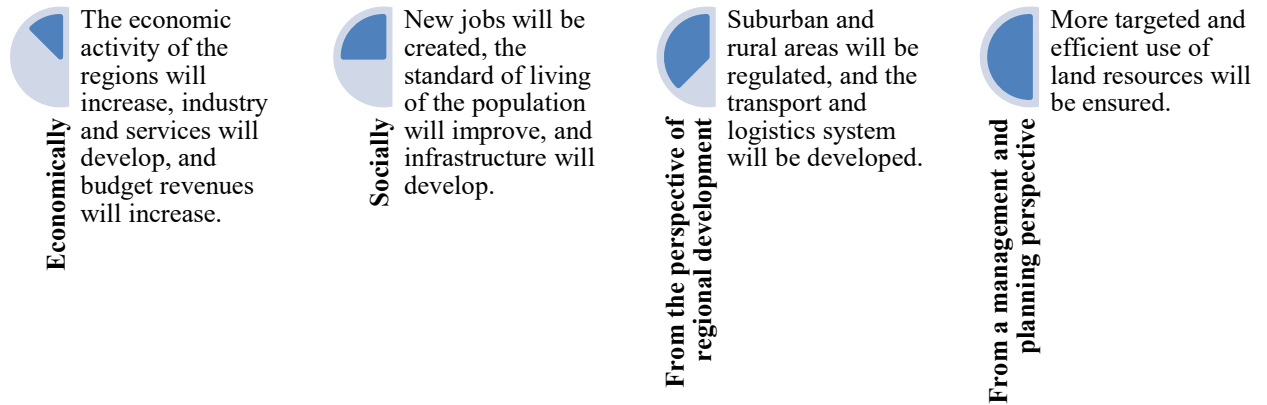 Economically
The economic
activity of the
regions will
increase, industry
and services will
develop, and
budget revenues
will increase.
Socially
New jobs will be
created, the
standard of living
of the population
will improve, and
infrastructure will
develop.
From the perspective of
regional development
Suburban and
rural areas will be
regulated, and the
transport and
logistics system
will be developed.
From a management and
planning perspective
More targeted and
efficient use of
land resources will
be ensured.